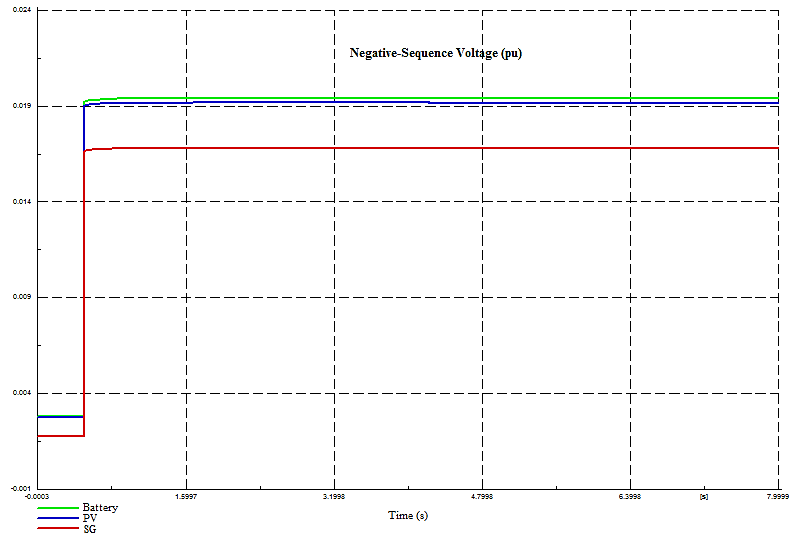 0.024
Negative-Sequence Voltage (pu)
0.019
0.014
0.009
0.004
-0.001
-0.0003 1.5997 3.1998 4.7998 6.3998 [s] 7.9999
Battery
PV
SG
Time (s)